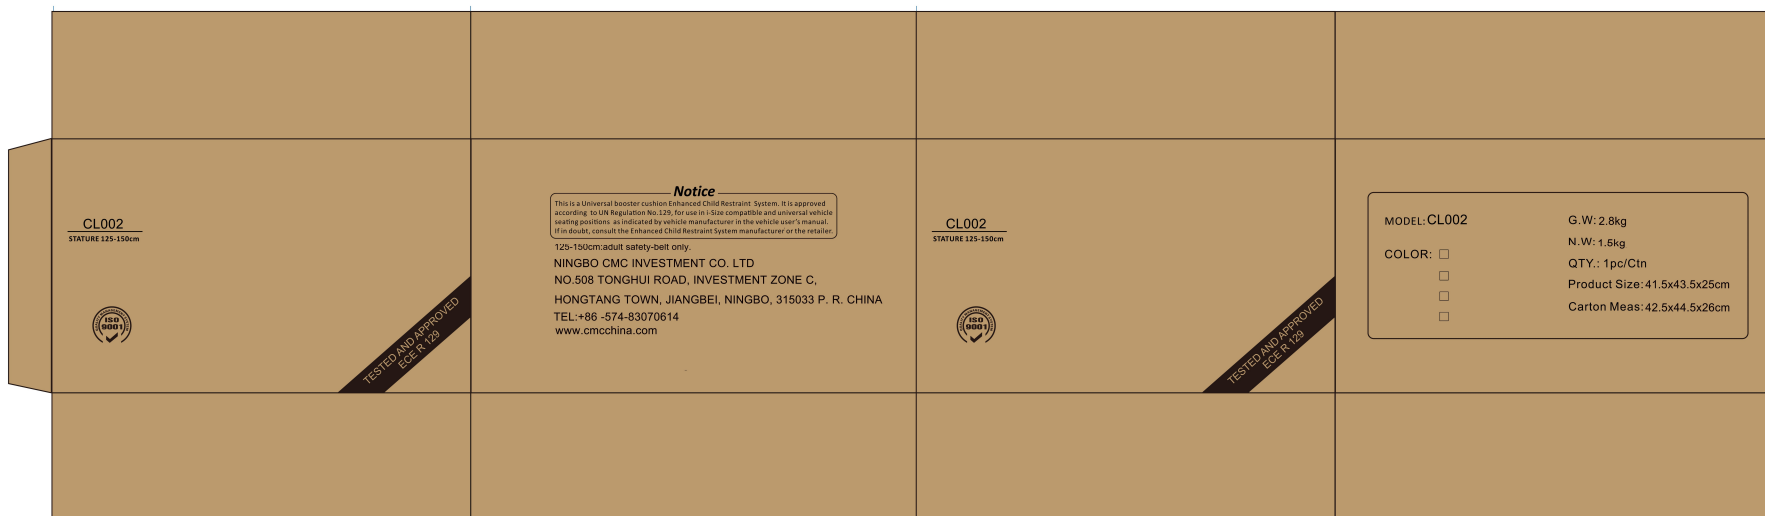 CL002
STATURE 125-150cm
ISO
9001
TESTED AND APPROVED
ECE R 129
Notice
This is a Universal booster cushion Enhanced Child Restraint System. It is approved
according to UN Regulation No.129, for use in i-Size compatible and universal vehicle
seating positions as indicated by vehicle manufacturer in the vehicle user's manual.
If in doubt, consult the Enhanced Child Restraint System manufacturer or the retailer.
125-150cm:adult safety-belt only.
NINGBO CMC INVESTMENT CO. LTD
NO.508 TONGHUI ROAD, INVESTMENT ZONE C,
HONGTANG TOWN, JIANGBEI, NINGBO, 315033 P. R. CHINA
TEL:+86 -574-83070614
www.cmcchina.com
CL002
STATURE 125-150cm
ISO
9001
TESTED AND APPROVED
ECE R 129
MODEL:CL002
COLOR:
G.W: 2.8kg
N.W: 1.5kg
QTY.: 1pc/Ctn
Product Size: 41.5x43.5x25cm
Carton Meas: 42.5x44.5x26cm